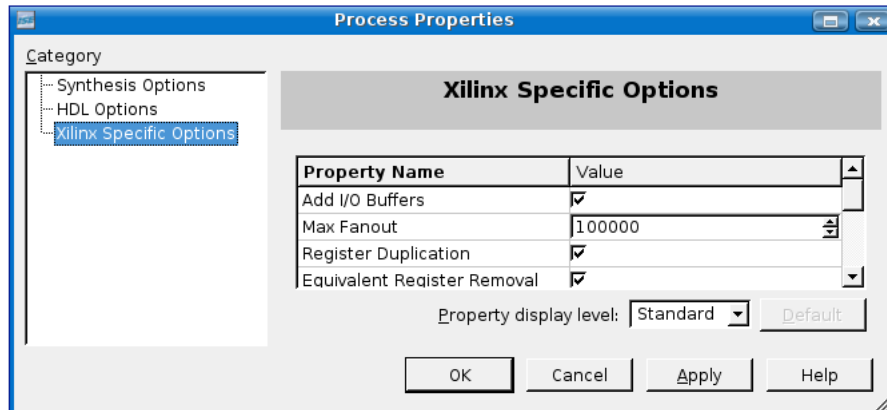 Process Properties
Category
Synthesis Options
HDL Options
Xilinx Specific Options
Xilinx Specific Options
Property Name Value
Add I/O Buffers
Max Fanout 100000
Register Duplication
Equivalent Register Removal
Property display level: Standard Default
OK Cancel Apply Help